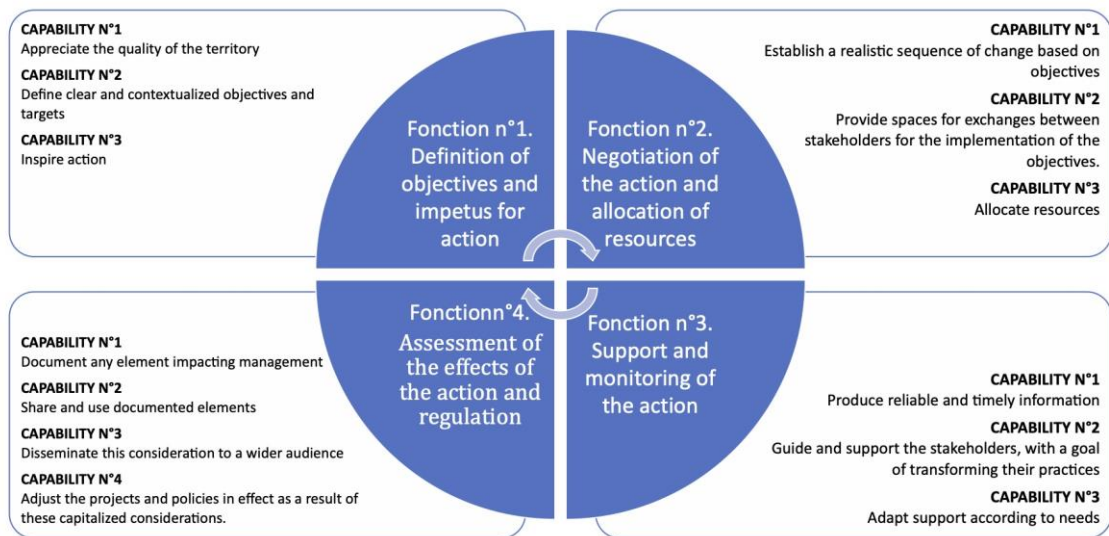 CAPABILITY N°1
Appreciate the quality of the territory
CAPABILITY N°2
Define clear and contextualized objectives and
targets
CAPABILITY N°3
Inspire action
Fonction n°1.
Definition of
objectives and
impetus for
action
Fonction n°2.
Negotiation of
the action and
allocation of
resources
CAPABILITY N°1
Establish a realistic sequence of change based on
objectives
CAPABILITY N°2
Provide spaces for exchanges between
stakeholders for the implementation of the
objectives.
CAPABILITY N°3
Allocate resources
CAPABILITY N°1
Document any element impacting management
CAPABILITY N°2
Share and use documented elements
CAPABILITY N°3
Disseminate this consideration to a wider audience
CAPABILITY N°4
Adjust the projects and policies in effect as a result of
these capitalized considerations.
Fonctionn°4.
Assessment of
the effects of
the action and
regulation
Fonction n°3.
Support and
monitoring of
the action
CAPABILITY N°1
Produce reliable and timely information
CAPABILITY N°2
Guide and support the stakeholders, with a goal
of transforming their practices
CAPABILITY N°3
Adapt support according to needs